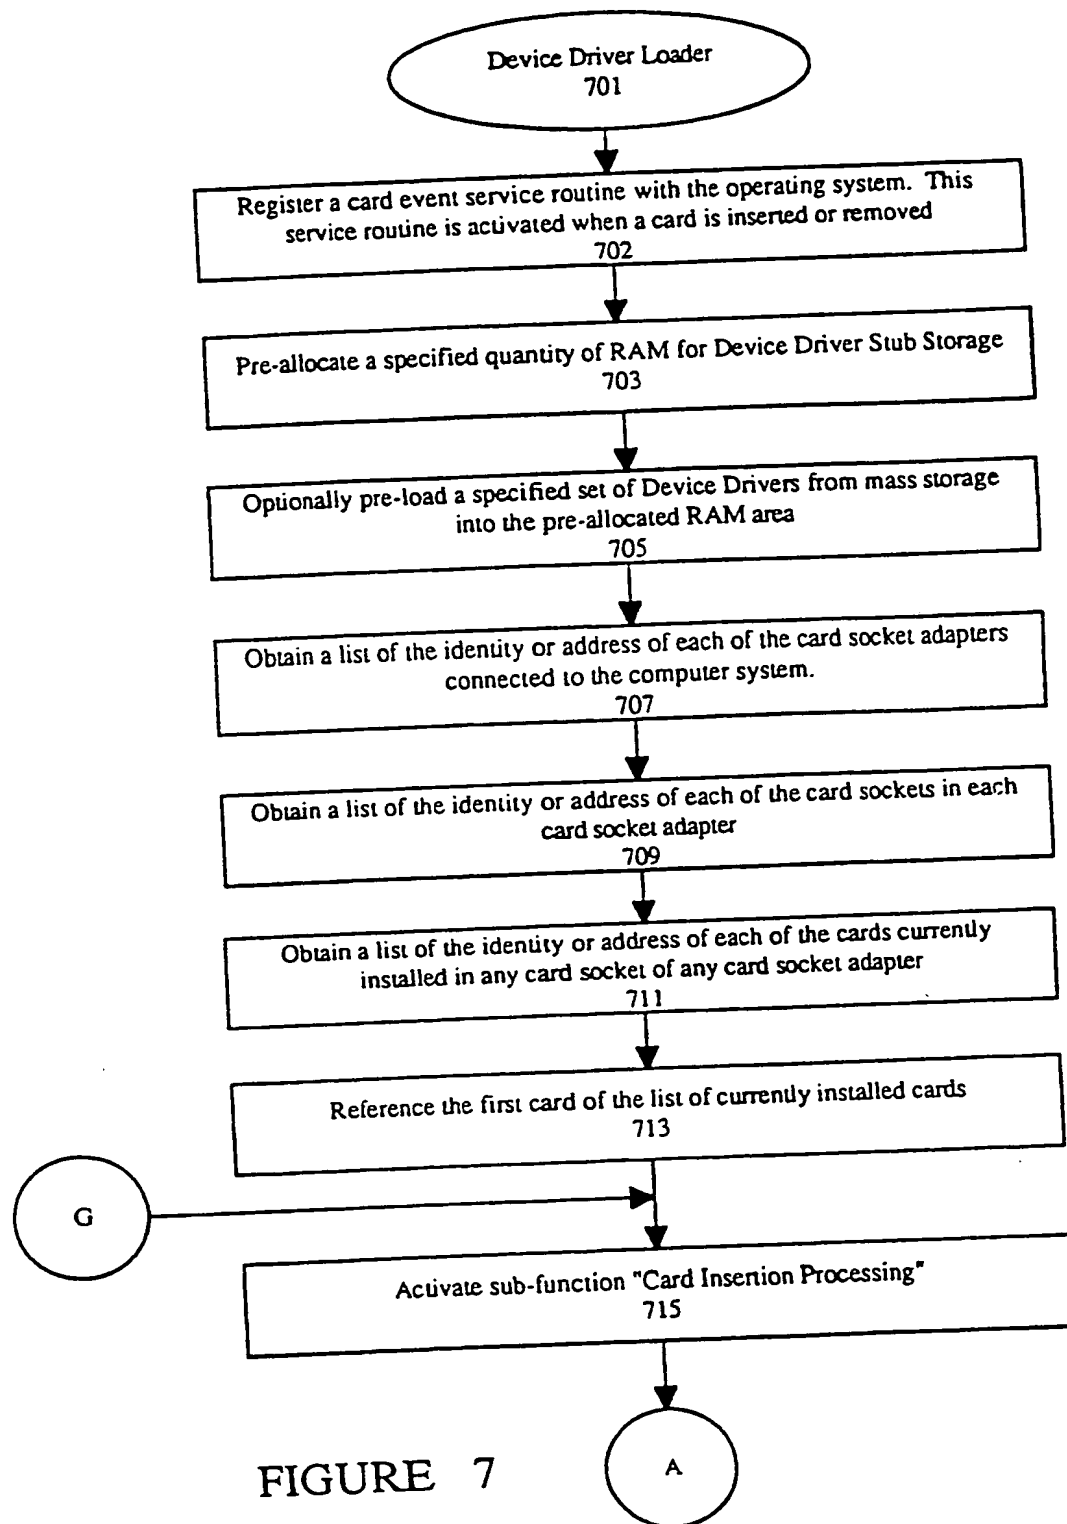 Device Driver Loader
701
Register a card event service routine with the operating system. This
service routine is activated when a card is inserted or removed
702
Pre-allocate a specified quantity of RAM for Device Driver Stub Storage
703
Optionally pre-load a specified set of Device Drivers from mass storage
into the pre-allocated RAM area
705
Obtain a list of the identity or address of each of the card socket adapters
connected to the computer system.
707
Obtain a list of the identity or address of each of the card sockets in each
card socket adapter
709
Obtain a list of the identity or address of each of the cards currently
installed in any card socket of any card socket adapter
711
Reference the first card of the list of currently installed cards
713
G
Activate sub-function "Card Insertion Processing"
715
A
FIGURE 7